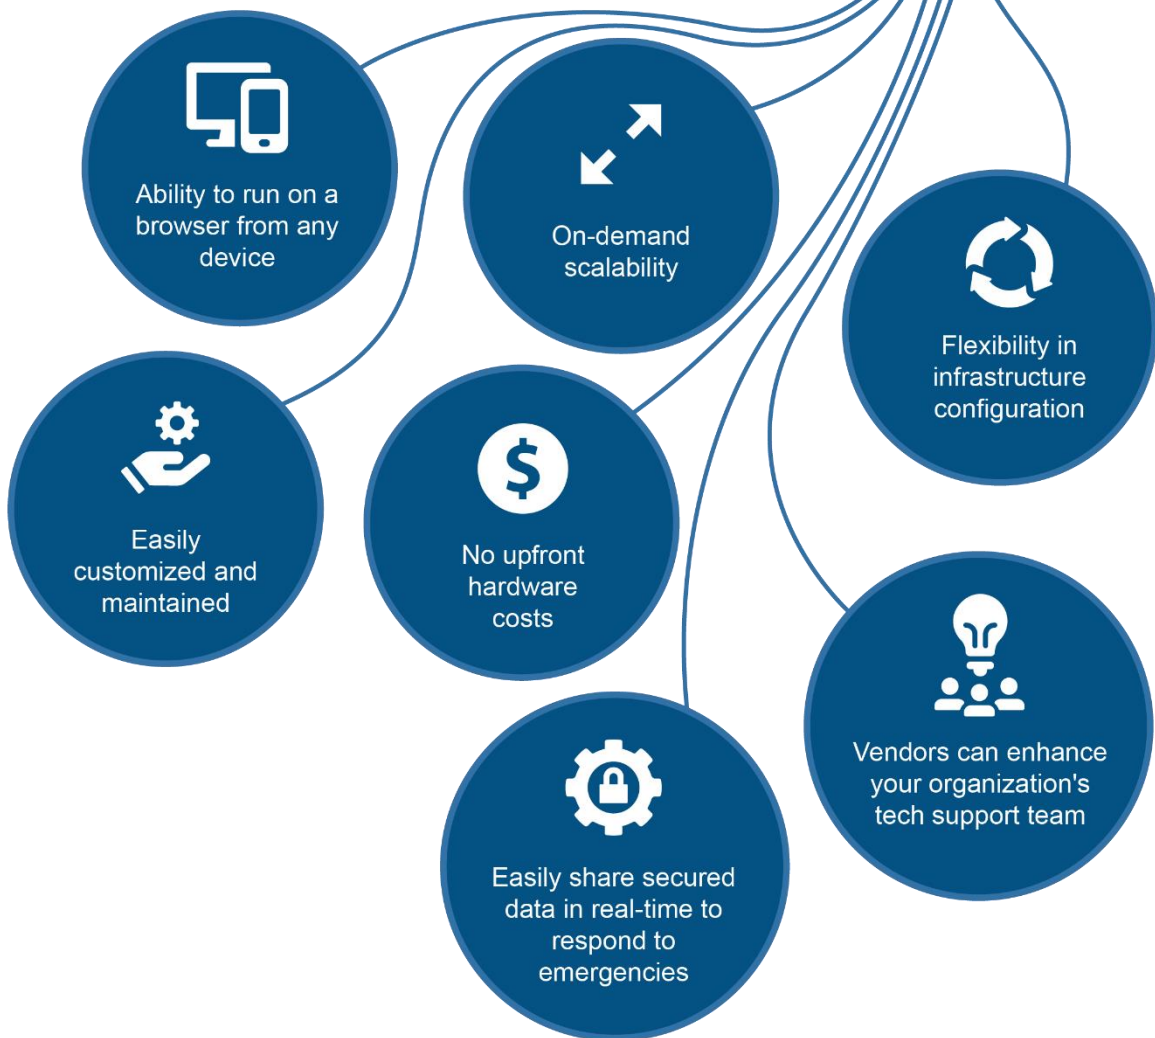 Ability to run on a
browser from any
device
On-demand
scalability
Flexibility in
infrastructure
configuration
Easily
customized and
maintained
$
No upfront
hardware
costs
Vendors can enhance
your organization's
tech support team
Easily share secured
data in real-time to
respond to
emergencies